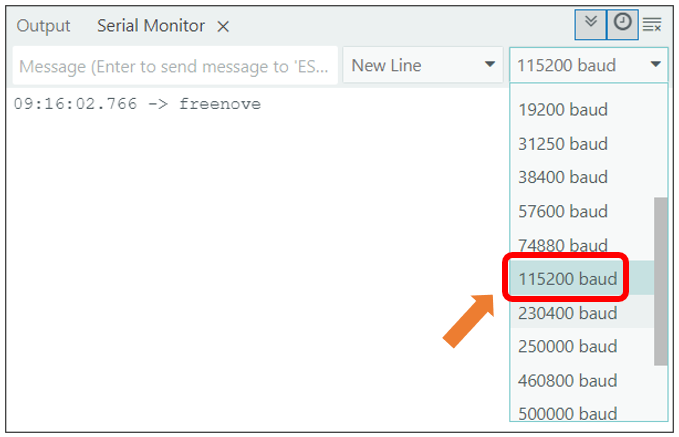 Output Serial Monitor
Message (Enter to send message to 'ES... New Line 115200 baud
09:16:02.766 -> freenove
19200 baud
31250 baud
38400 baud
57600 baud
74880 baud
115200 baud
230400 baud
250000 baud
460800 baud
500000 baud